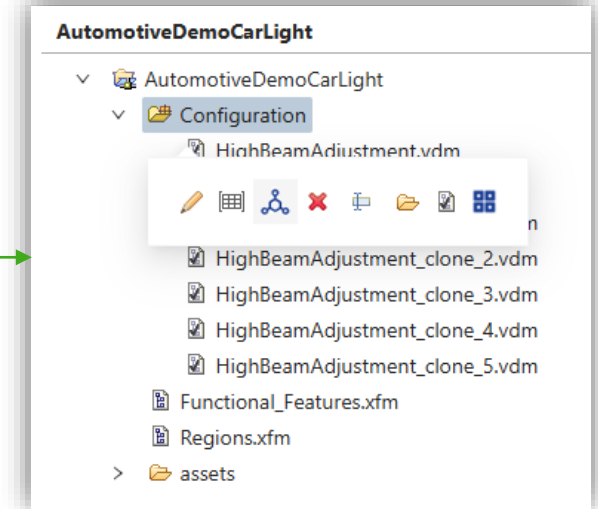 AutomotiveDemoCarLight
AutomotiveDemoCarLight
Configuration
HighBeamAdjustment.vdm
HighBeamAdjustment_clone_2.vdm
HighBeamAdjustment_clone_3.vdm
HighBeamAdjustment_clone_4.vdm
HighBeamAdjustment_clone_5.vdm
Functional_Features.xfm
Regions.xfm
assets